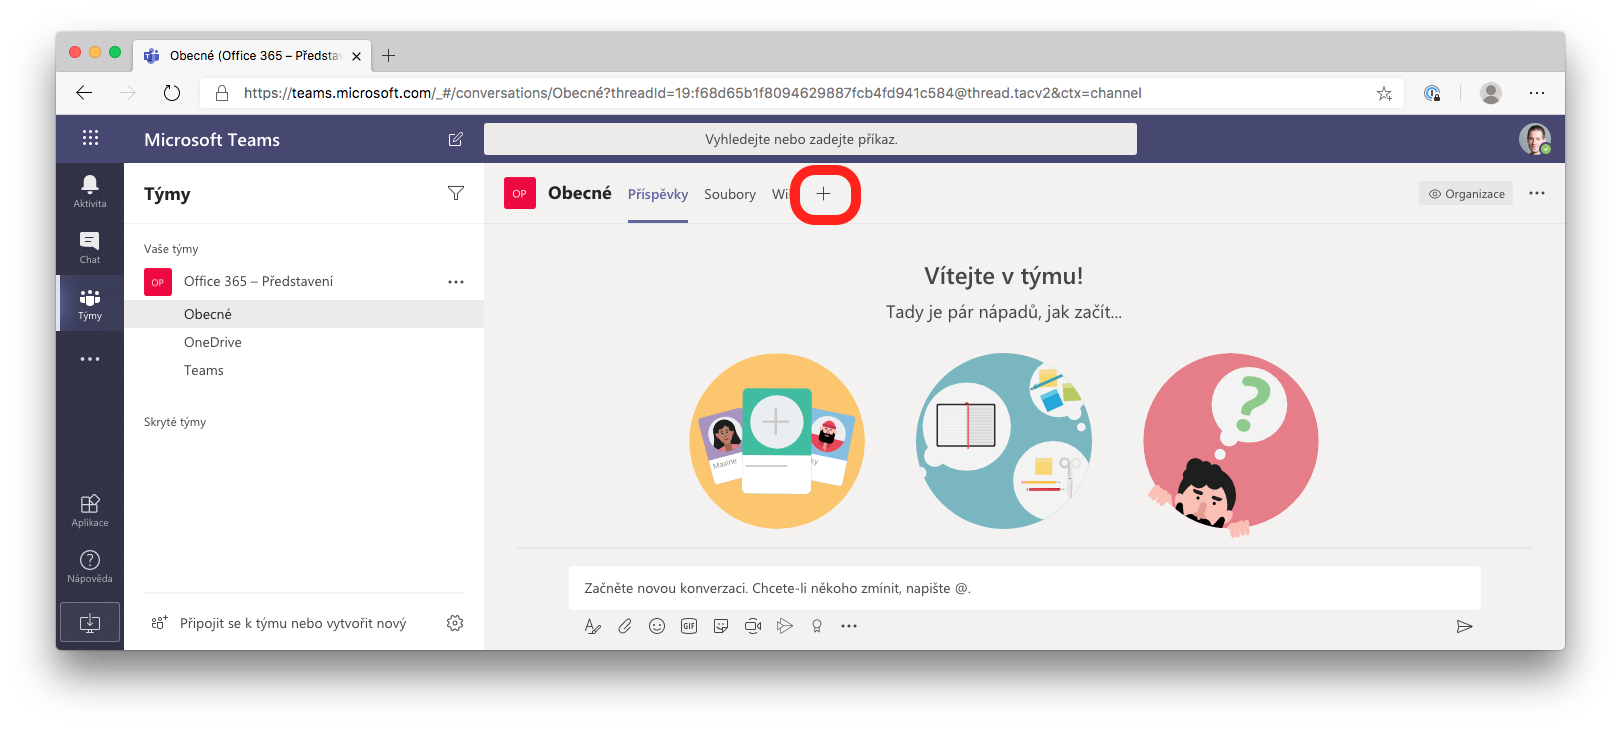 Obecné (Office 365 – Představ
https://teams.microsoft.com/_#/conversations/Obecné?threadId=19:f68d65b1f8094629887fcb4fd941c584@thread.tacv2&ctx=channel
Microsoft Teams
Vyhledejte nebo zadejte příkaz.
Aktivita
Chat
Týmy
Aplikace
Nápověda
Týmy
Vaše týmy
OP
Office 365 – Představení
Obecné
OneDrive
Teams
Skryté týmy
Připojit se k týmu nebo vytvořit nový
OP
Obecné
Příspěvky
Soubory
Wi
Organizace
Vítejte v týmu!
Tady je pár nápadů, jak začít...
Maxine
ky
Začněte novou konverzaci. Chcete-li někoho zmínit, napište @.
GIF